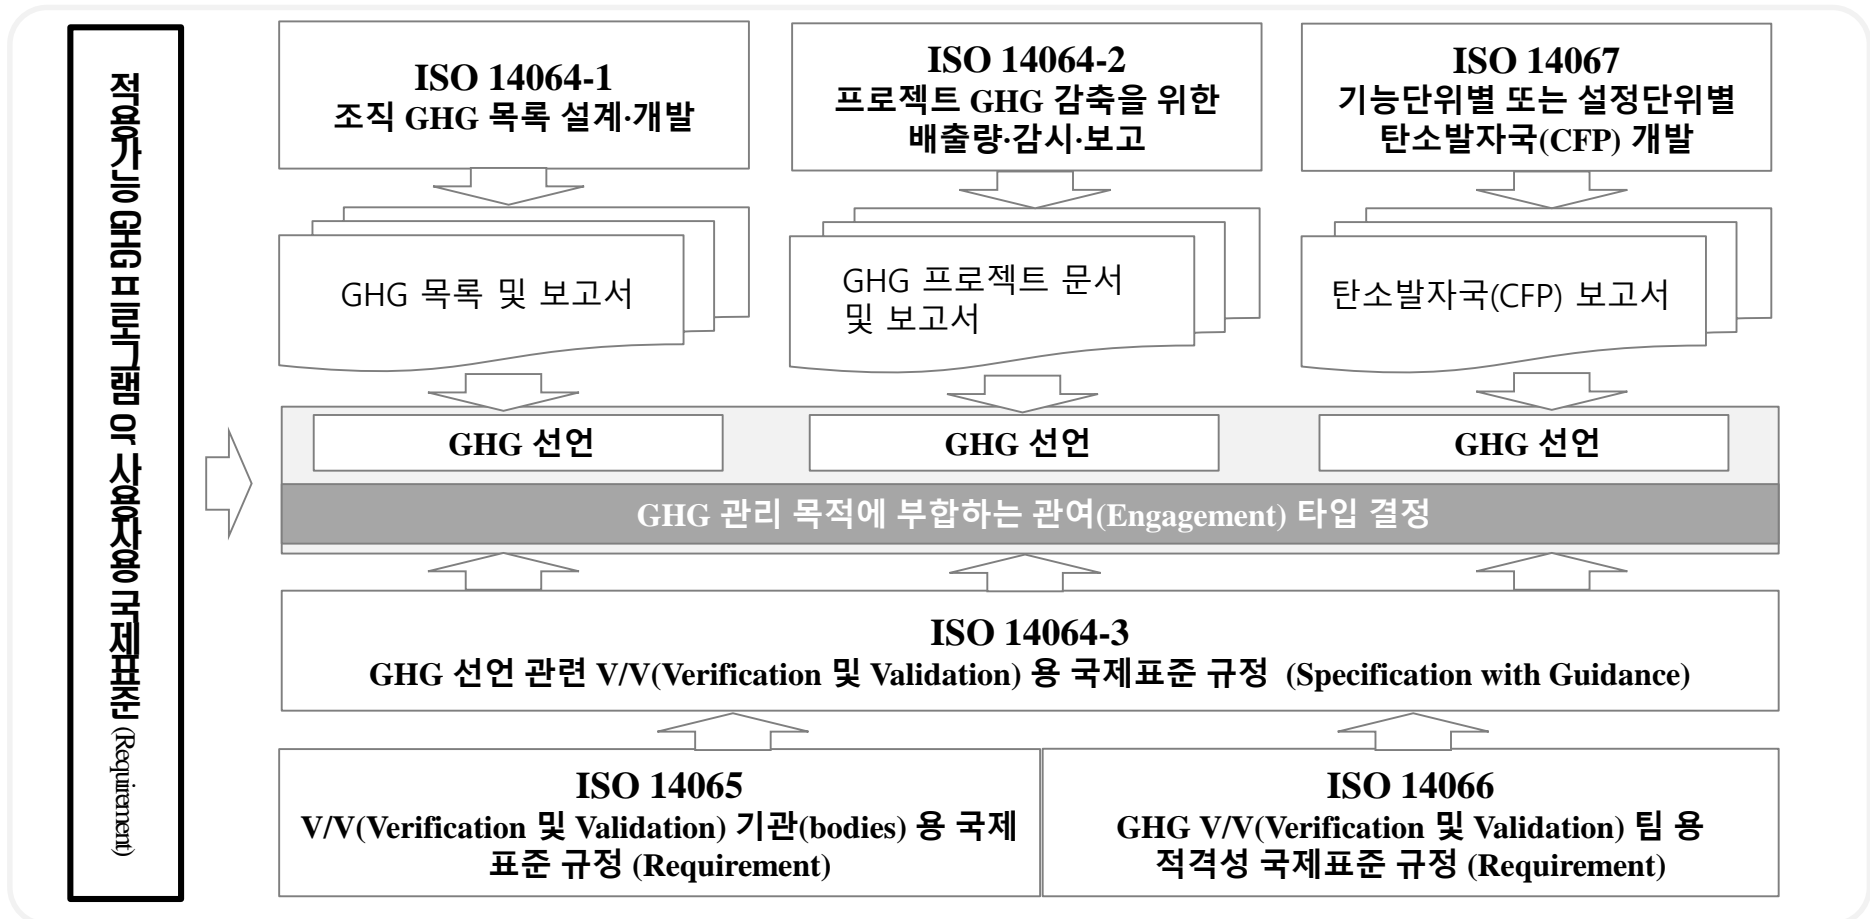 적용가능 GHG 프로그램 or 사용자용 국제표준 (Requirement)
ISO 14064-1
조직 GHG 목록 설계·개발
ISO 14064-2
프로젝트 GHG 감축을 위한
배출량·감시·보고
ISO 14067
기능단위별 또는 설정단위별
탄소발자국(CFP) 개발
GHG 목록 및 보고서
GHG 프로젝트 문서
및 보고서
탄소발자국(CFP) 보고서
GHG 선언
GHG 선언
GHG 선언
GHG 관리 목적에 부합하는 관여(Engagement) 타입 결정
ISO 14064-3
GHG 선언 관련 V/V(Verification 및 Validation) 용 국제표준 규정 (Specification with Guidance)
ISO 14065
V/V(Verification 및 Validation) 기관(bodies) 용 국제
표준 규정 (Requirement)
ISO 14066
GHG V/V(Verification 및 Validation) 팀 용
적격성 국제표준 규정 (Requirement)